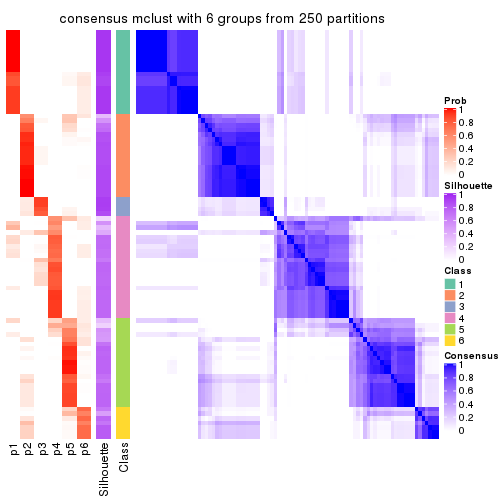 consensus mclust with 6 groups from 250 partitions
Prob
1
0.8
0.6
0.4
0.2
0
Silhouette
1
0.8
0.6
0.4
0.2
0
Class
1
2
3
4
5
6
Consensus
1
0.8
0.6
0.4
0.2
0
p1
p2
p3
p4
p5
p6
Silhouette
Class